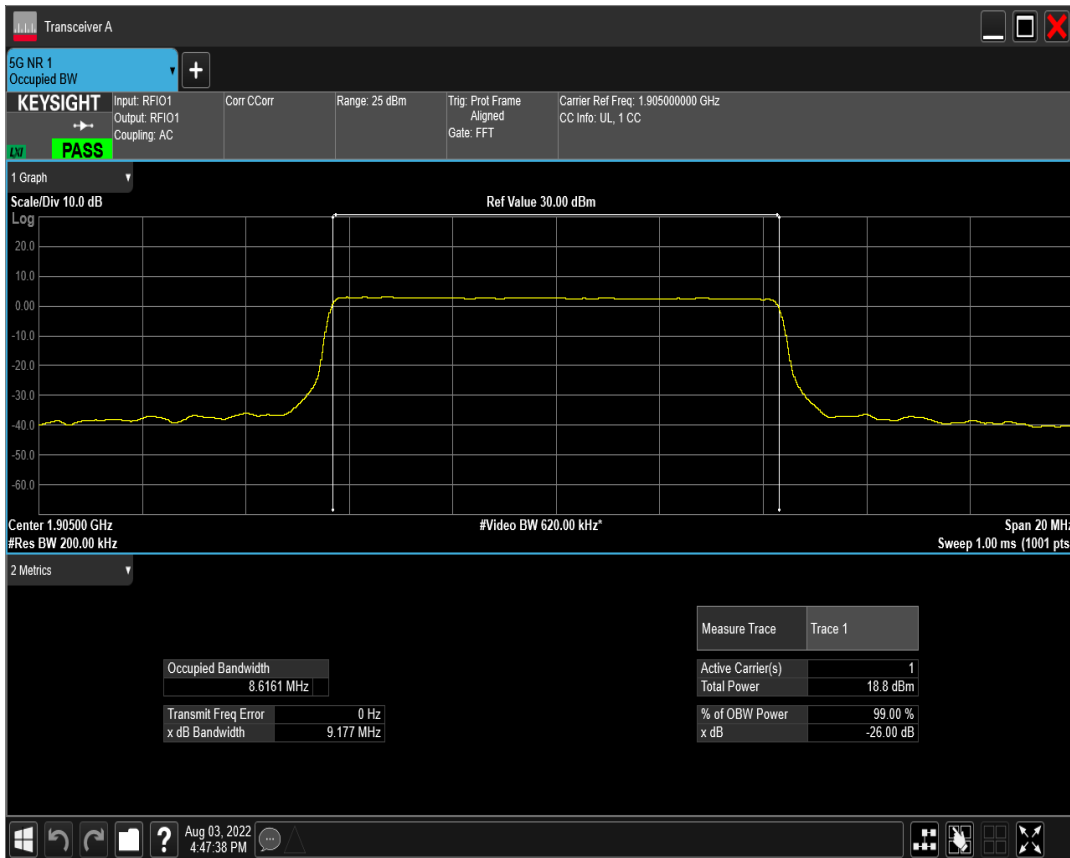 Transceiver A
5G NR 1
Occupied BW
KEYSIGHT
LXI
PASS
Input: RFIO1
Output: RFIO1
Coupling: AC
Corr CCorr
Range: 25 dBm
Trig: Prot Frame
Aligned
Gate: FFT
Carrier Ref Freq: 1.905000000 GHz
CC Info: UL, 1 CC
1 Graph
Scale/Div 10.0 dB
Ref Value 30.00 dBm
Log
20.0
10.0
0.00
-10.0
-20.0
-30.0
-40.0
-50.0
-60.0
Center 1.90500 GHz
#Video BW 620.00 kHz*
Span 20 MHz
#Res BW 200.00 kHz
Sweep 1.00 ms (1001 pts
2 Metrics
Measure Trace
Trace 1
Occupied Bandwidth
8.6161 MHz
Active Carrier(s)
1
Total Power
18.8 dBm
Transmit Freq Error
0 Hz
x dB Bandwidth
9.177 MHz
% of OBW Power
99.00 %
x dB
-26.00 dB
?
Aug 03, 2022
4:47:38 PM